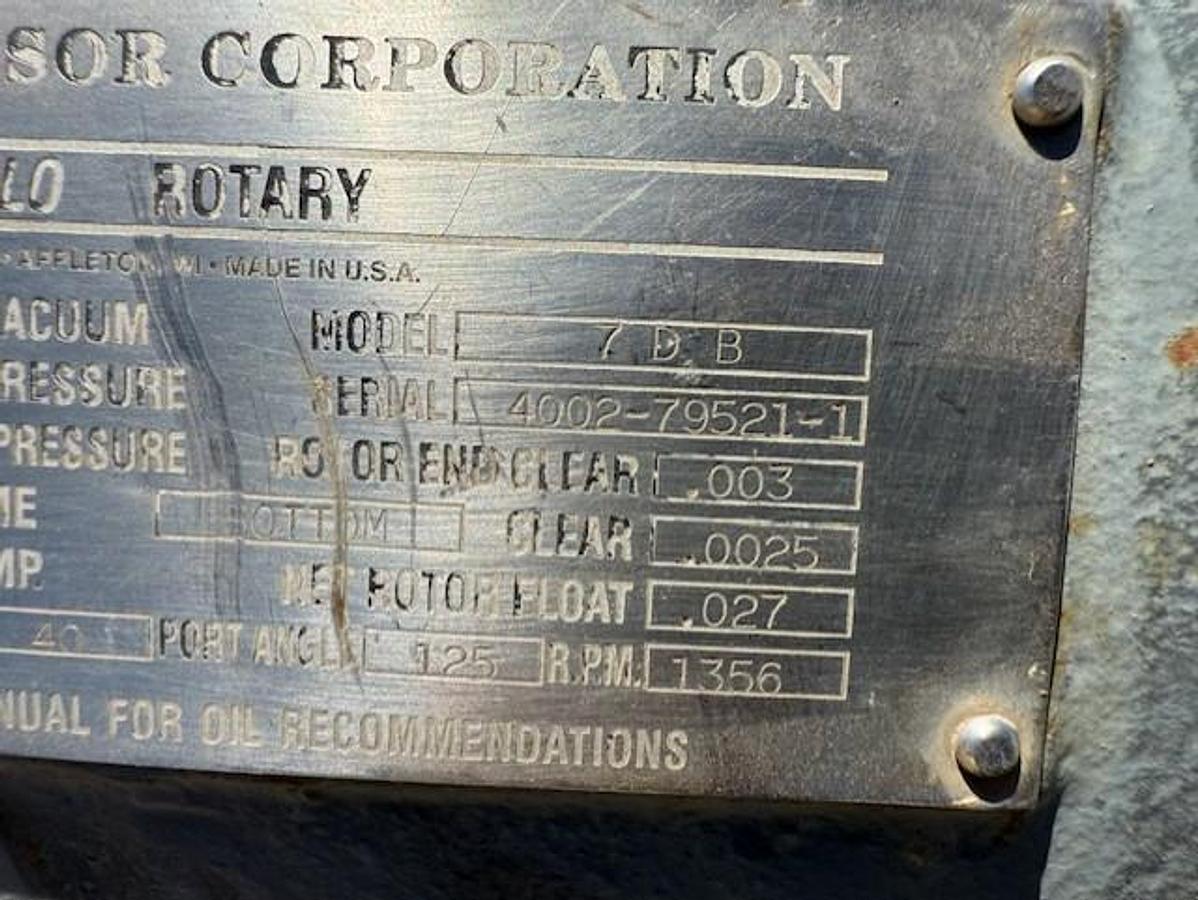 SOR CORPORATION
LO ROTARY
• APPLETON, WI • MADE IN U.S.A.
ACUUM MODEL 7 D B
RESSURE SERIAL 4002-79521-1
PRESSURE ROTOR END CLEAR .003
ME BOTTOM CLEAR .0025
MP. NET ROTOR FLOAT .027
40 PORT ANGLE 125 R.P.M. 1356
NUAL FOR OIL RECOMMENDATIONS